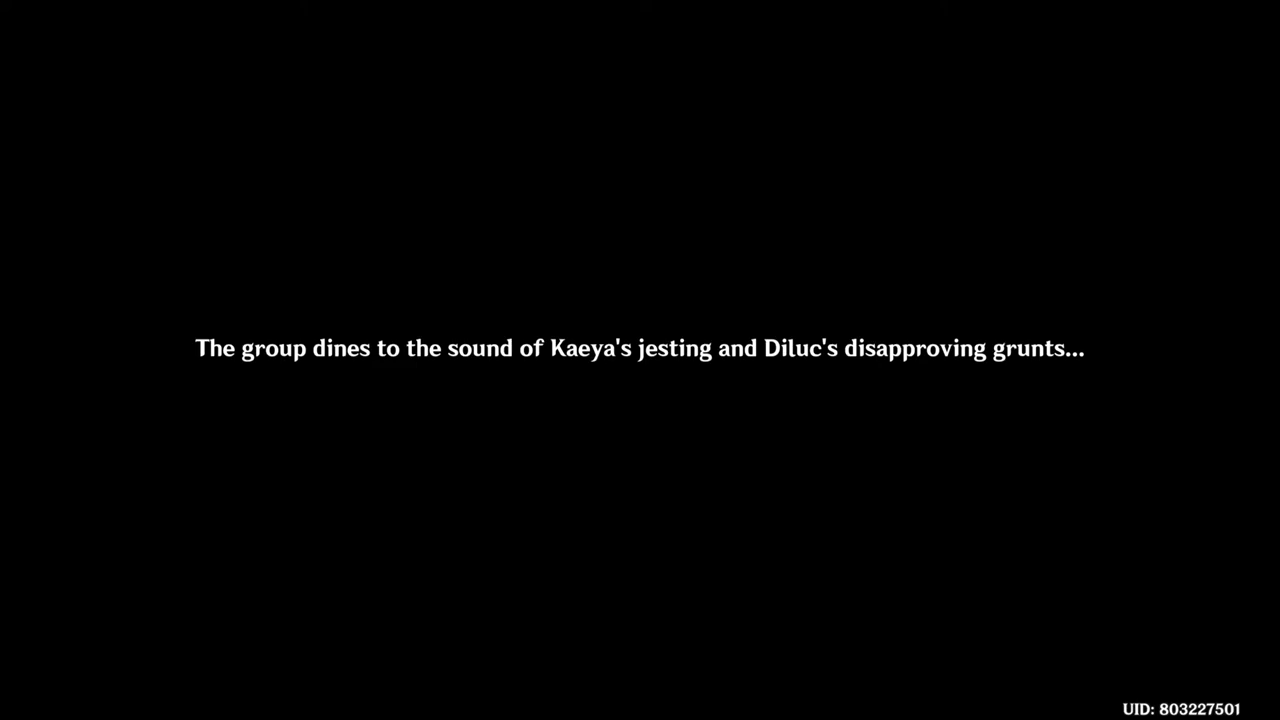 The group dines to the sound of Kaeya's jesting and Diluc's disapproving grunts...
UID: 803227501